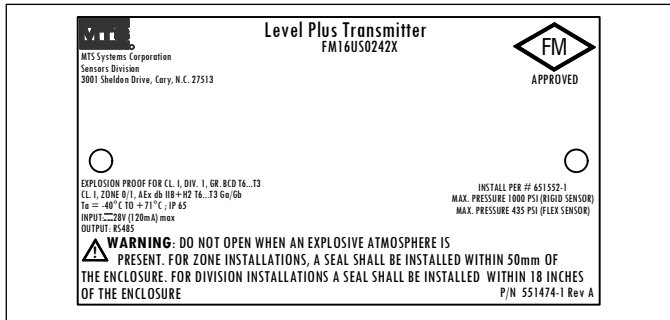 MTS
Level Plus Transmitter
FM16US0242X
FM
APPROVED
MTS Systems Corporation
Sensors Division
3001 Sheldon Drive, Cary, N.C. 27513
EXPLOSION PROOF FOR CL. I, DIV. 1, GR. BCD T6...T3
CL. I, ZONE 0/1, AEx db IIB+H2 T6...T3 Ga/Gb
Ta = -40°C TO +71°C ; IP 65
INPUT:⎓28V (120mA) max
OUTPUT: RS485
INSTALL PER # 651552-1
MAX. PRESSURE 1000 PSI (RIGID SENSOR)
MAX. PRESSURE 435 PSI (FLEX SENSOR)
WARNING: DO NOT OPEN WHEN AN EXPLOSIVE ATMOSPHERE IS
PRESENT. FOR ZONE INSTALLATIONS, A SEAL SHALL BE INSTALLED WITHIN 50mm OF
THE ENCLOSURE. FOR DIVISION INSTALLATIONS A SEAL SHALL BE INSTALLED WITHIN 18 INCHES
OF THE ENCLOSURE
P/N 551474-1 Rev A